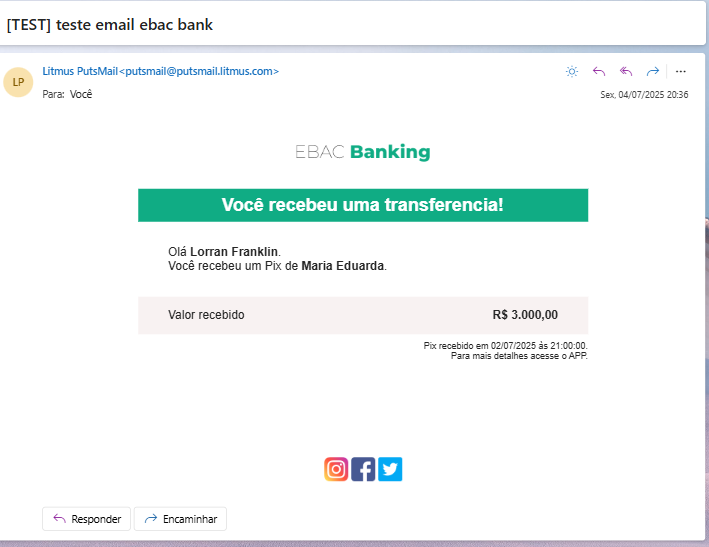 [TEST] teste email ebac bank
LP
Litmus PutsMail<putsmail@putsmail.litmus.com>
Para: Você
Sex, 04/07/2025 20:36
EBAC Banking
Você recebeu uma transferencia!
Olá Lorran Franklin.
Você recebeu um Pix de Maria Eduarda.
Valor recebido R$ 3.000,00
Pix recebido em 02/07/2025 às 21:00:00.
Para mais detalhes acesse o APP.
Responder Encaminhar